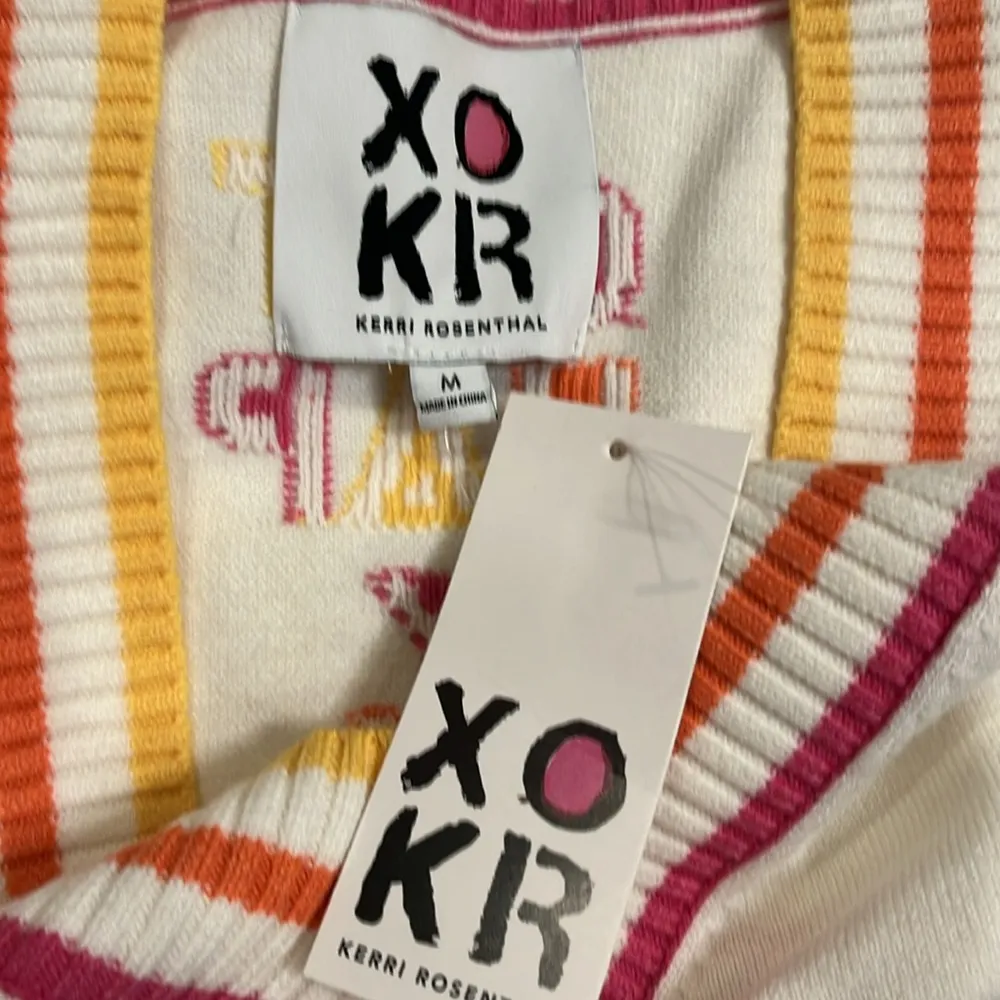 XO
KR
KERRI ROSENTHAL
M
MADE IN CHINA
XO
KR
KERRI ROSENT